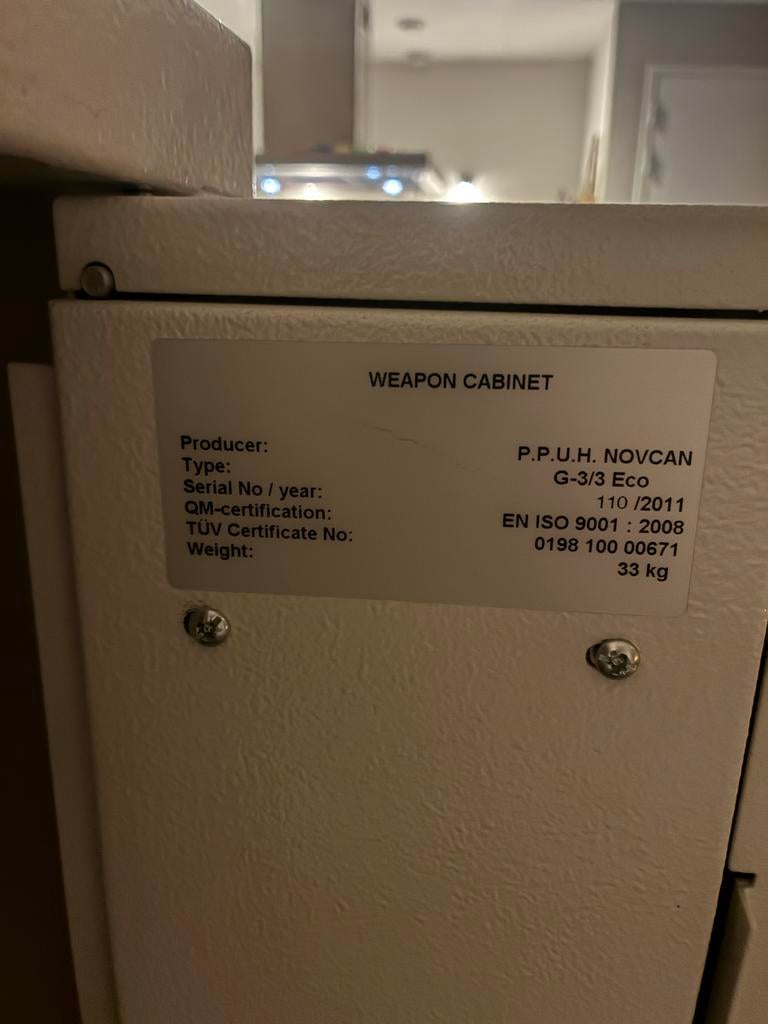 WEAPON CABINET
Producer: P.P.U.H. NOVCAN
Type: G-3/3 Eco
Serial No / year: 110 /2011
QM-certification: EN ISO 9001 : 2008
TÜV Certificate No: 0198 100 00671
Weight: 33 kg